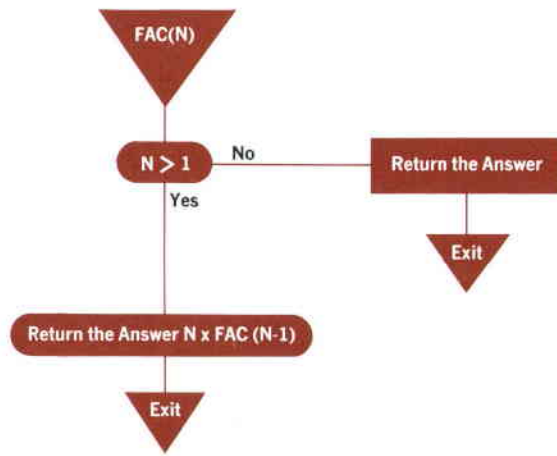 FAC(N)
N > 1
No
Return the Answer
Yes
Exit
Return the Answer N x FAC (N-1)
Exit